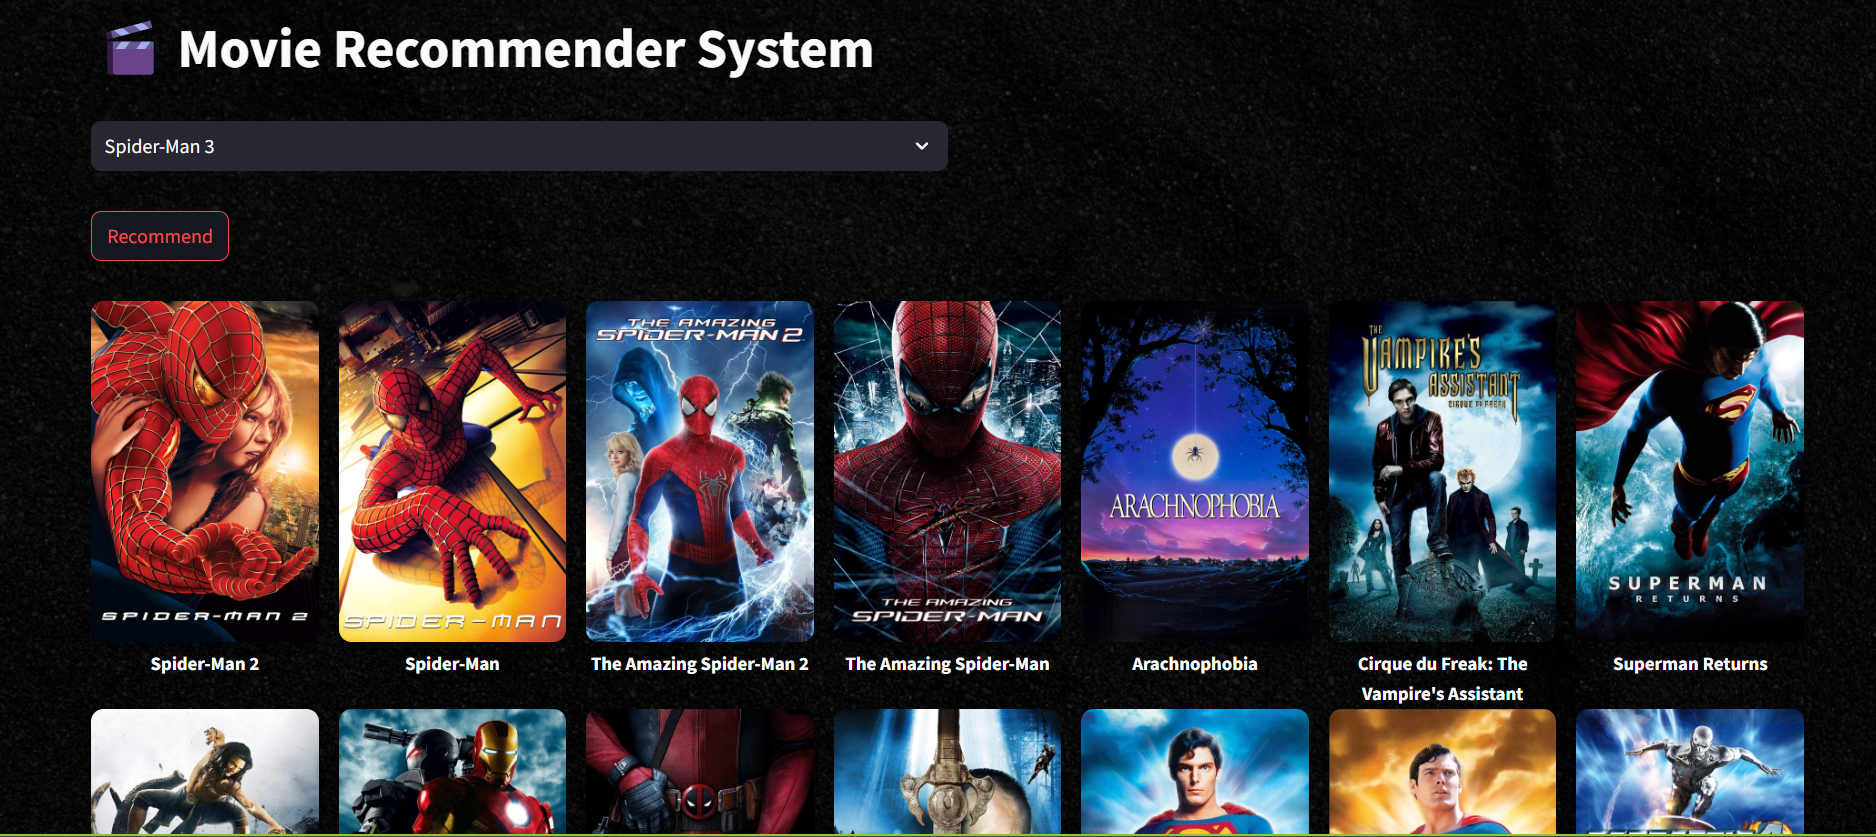 Movie Recommender System
Spider-Man 3
Recommend
SPIDER-MAN 2
SPIDER-MAN
THE AMAZING
SPIDER-MAN 2
THE AMAZING
SPIDER-MAN
ARACHNOPHOBIA
THE
VAMPIRE'S
ASSISTANT
CIRQUE DU FREAK
SUPERMAN
RETURNS
Spider-Man 2
Spider-Man
The Amazing Spider-Man 2
The Amazing Spider-Man
Arachnophobia
Cirque du Freak: The
Vampire's Assistant
Superman Returns